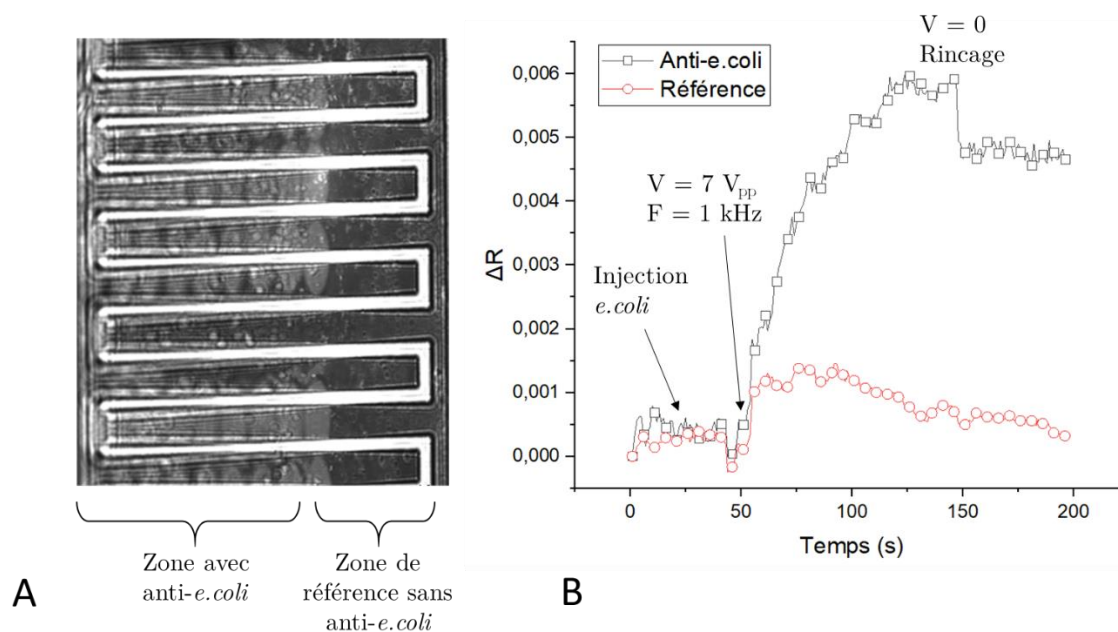 Zone avec
anti-e.coli
Zone de
référence sans
anti-e.coli
A
V = 0
Rincage
Anti-e.coli
Référence
V = 7 Vpp
F = 1 kHz
Injection
e.coli
ΔR
0,006
0,005
0,004
0,003
0,002
0,001
0,000
0
50
100
150
200
Temps (s)
B